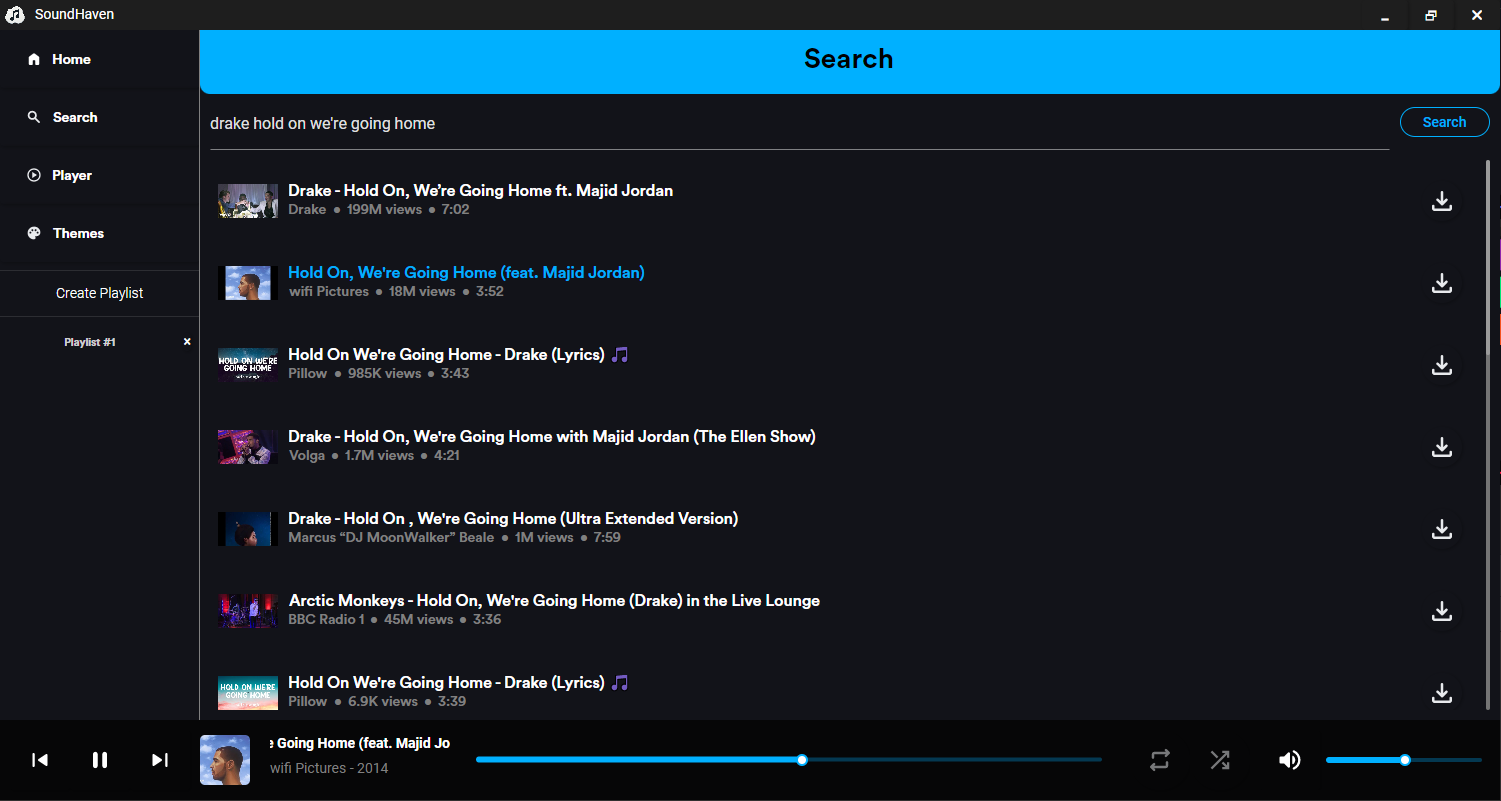 SoundHaven
Home
Search
Player
Themes
Create Playlist
Playlist #1
Search
drake hold on we're going home
Search
Drake - Hold On, We’re Going Home ft. Majid Jordan
Drake ● 199M views ● 7:02
Hold On, We're Going Home (feat. Majid Jordan)
wifi Pictures ● 18M views ● 3:52
HOLD ON WE'RE
GOING HOME
Hold On We're Going Home - Drake (Lyrics) 🎵
Pillow ● 985K views ● 3:43
Drake - Hold On, We're Going Home with Majid Jordan (The Ellen Show)
Volga ● 1.7M views ● 4:21
Drake - Hold On , We're Going Home (Ultra Extended Version)
Marcus “DJ MoonWalker” Beale ● 1M views ● 7:59
Arctic Monkeys - Hold On, We're Going Home (Drake) in the Live Lounge
BBC Radio 1 ● 45M views ● 3:36
HOLD ON WE'RE
GOING HOME
Hold On We're Going Home - Drake (Lyrics) 🎵
Pillow ● 6.9K views ● 3:39
e Going Home (feat. Majid Jo
wifi Pictures - 2014